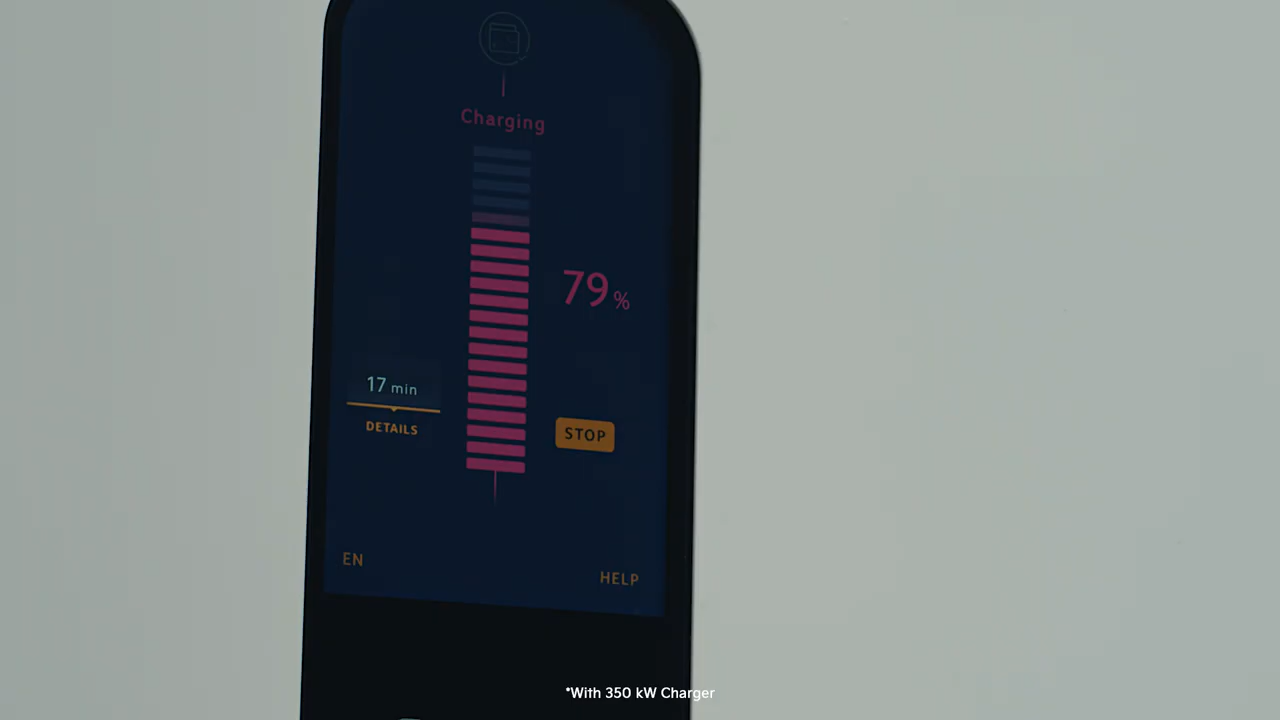 Charging
79 %
17 min
DETAILS
STOP
EN
HELP
*With 350 kW Charger